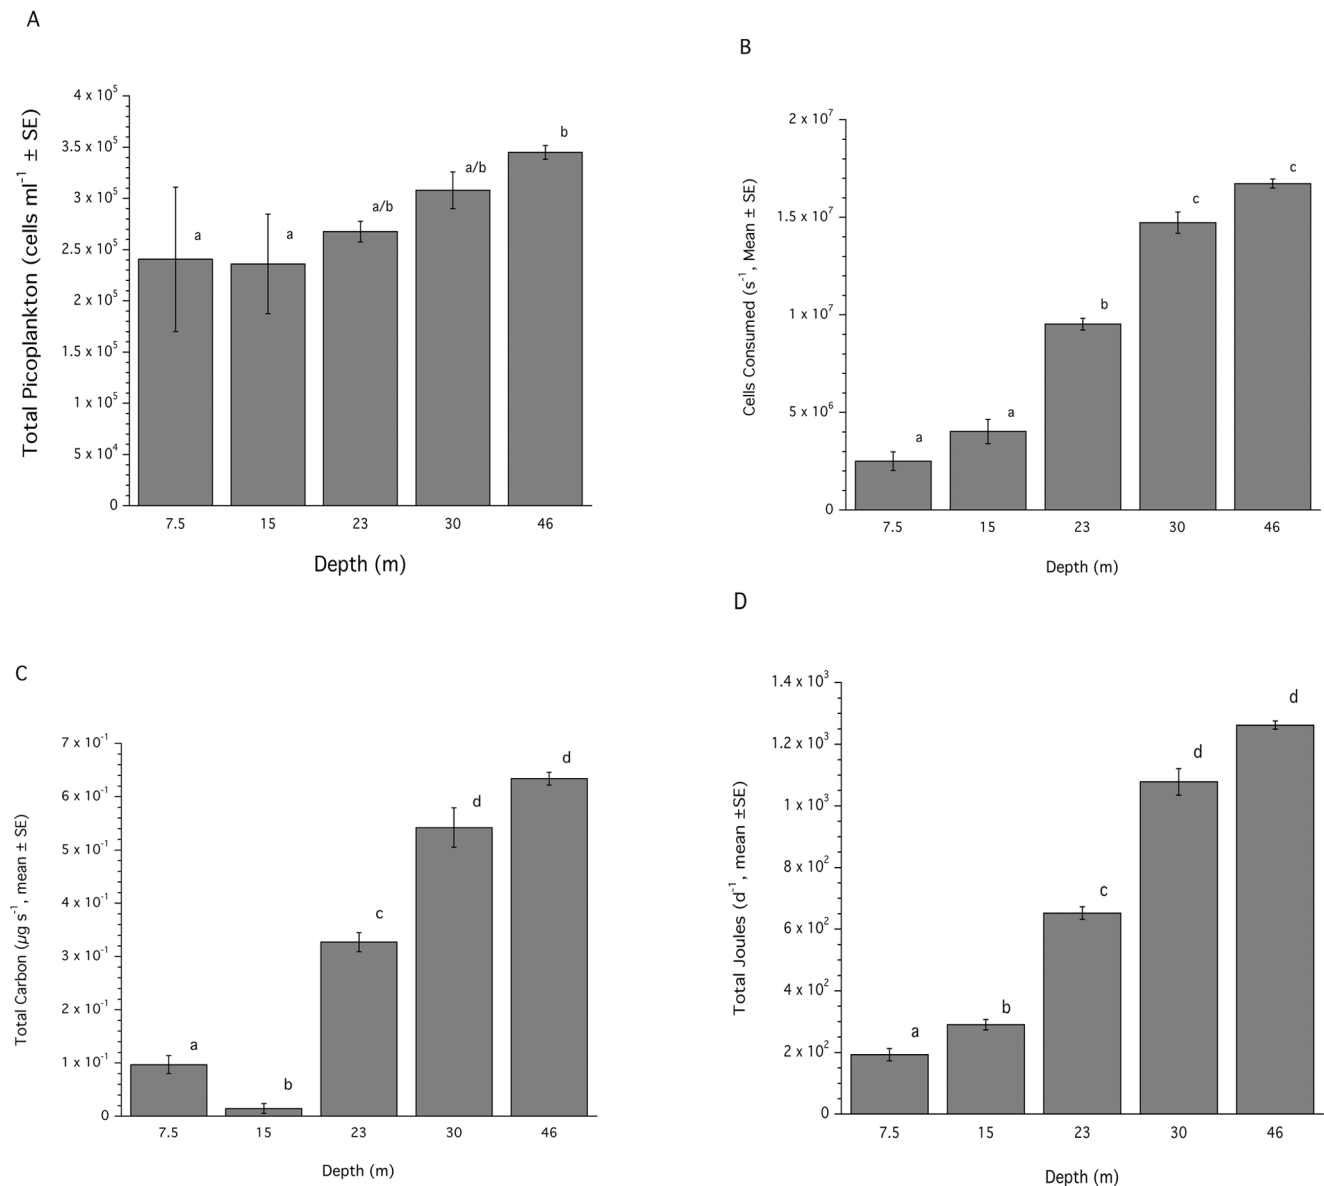 A
Total Picoplankton (cells ml⁻¹ ± SE)
4 x 10⁵
3.5 x 10⁵
3 x 10⁵
2.5 x 10⁵
2 x 10⁵
1.5 x 10⁵
1 x 10⁵
5 x 10⁴
0
a
a
a/b
a/b
b
7.5 15 23 30 46
Depth (m)
B
Cells Consumed (s⁻¹, Mean ± SE)
2 x 10⁷
1.5 x 10⁷
1 x 10⁷
5 x 10⁶
0
a
a
b
c
c
7.5 15 23 30 46
Depth (m)
C
Total Carbon (µg s⁻¹, mean ± SE)
7 x 10⁻¹
6 x 10⁻¹
5 x 10⁻¹
4 x 10⁻¹
3 x 10⁻¹
2 x 10⁻¹
1 x 10⁻¹
0
a
b
c
d
d
7.5 15 23 30 46
Depth (m)
D
Total Joules (d⁻¹, mean ±SE)
1.4 x 10³
1.2 x 10³
1 x 10³
8 x 10²
6 x 10²
4 x 10²
2 x 10²
0
a
b
c
d
d
7.5 15 23 30 46
Depth (m)